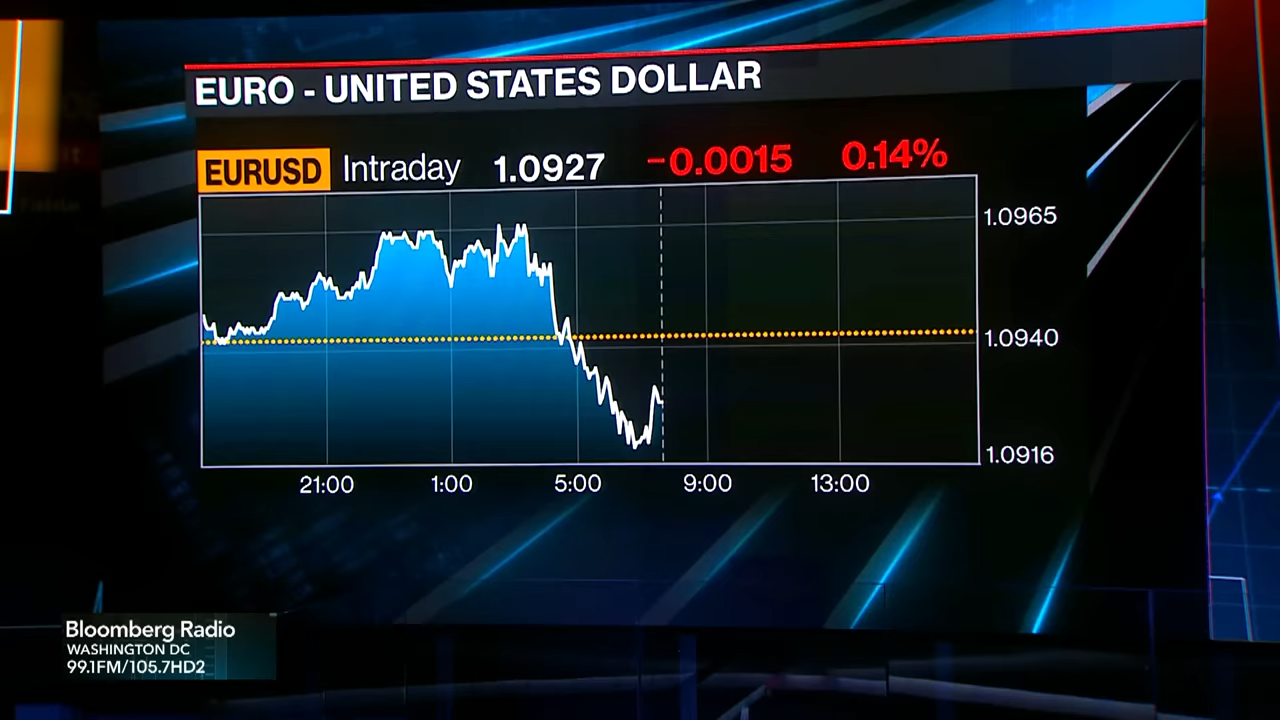 EURO - UNITED STATES DOLLAR
EURUSD Intraday 1.0927 -0.0015 0.14%
1.0965
1.0940
1.0916
21:00 1:00 5:00 9:00 13:00
Bloomberg Radio
WASHINGTON DC
99.1FM/105.7HD2